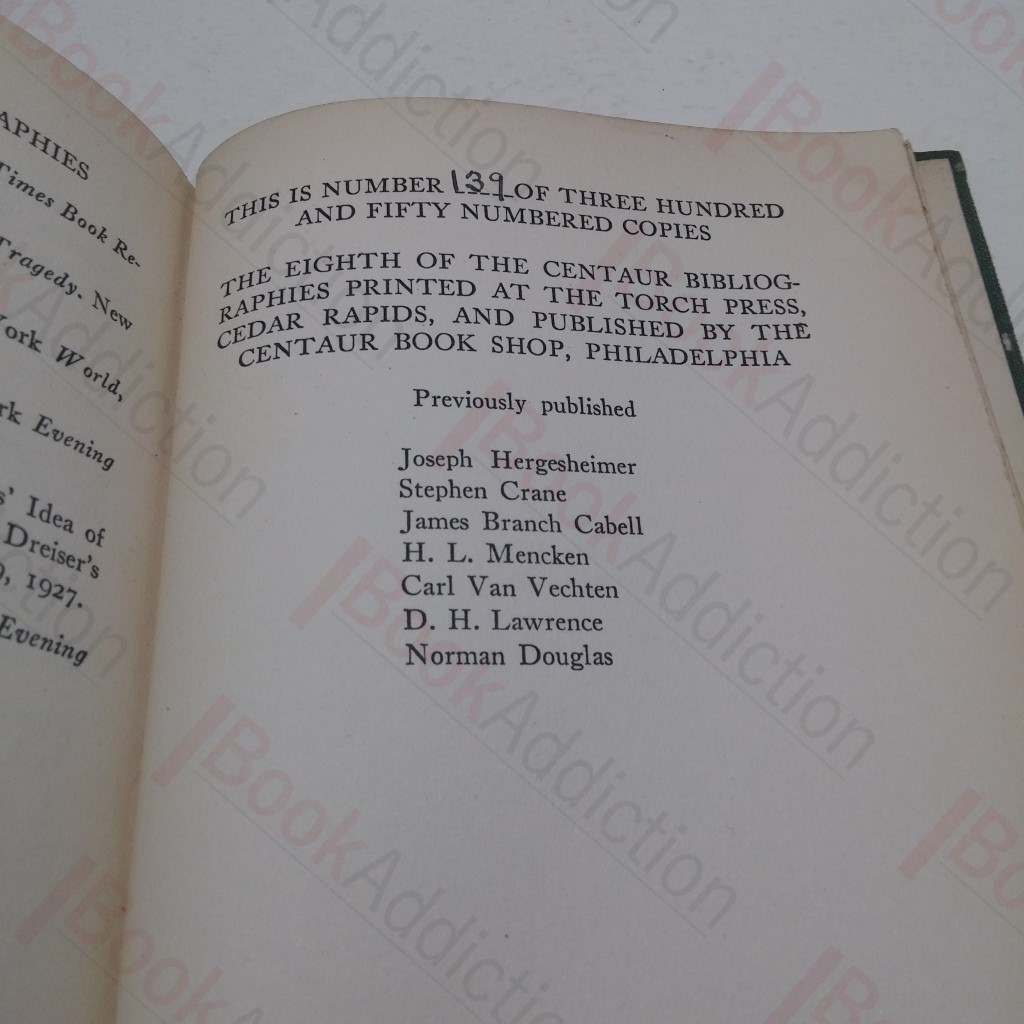 APHIES
Times Book Re-
Tragedy. New
York World,
rk Evening
s' Idea of
Dreiser's
9, 1927.
Evening
THIS IS NUMBER 139 OF THREE HUNDRED
AND FIFTY NUMBERED COPIES
THE EIGHTH OF THE CENTAUR BIBLIOG-
RAPHIES PRINTED AT THE TORCH PRESS,
CEDAR RAPIDS, AND PUBLISHED BY THE
CENTAUR BOOK SHOP, PHILADELPHIA
Previously published
Joseph Hergesheimer
Stephen Crane
James Branch Cabell
H. L. Mencken
Carl Van Vechten
D. H. Lawrence
Norman Douglas
BookAddiction